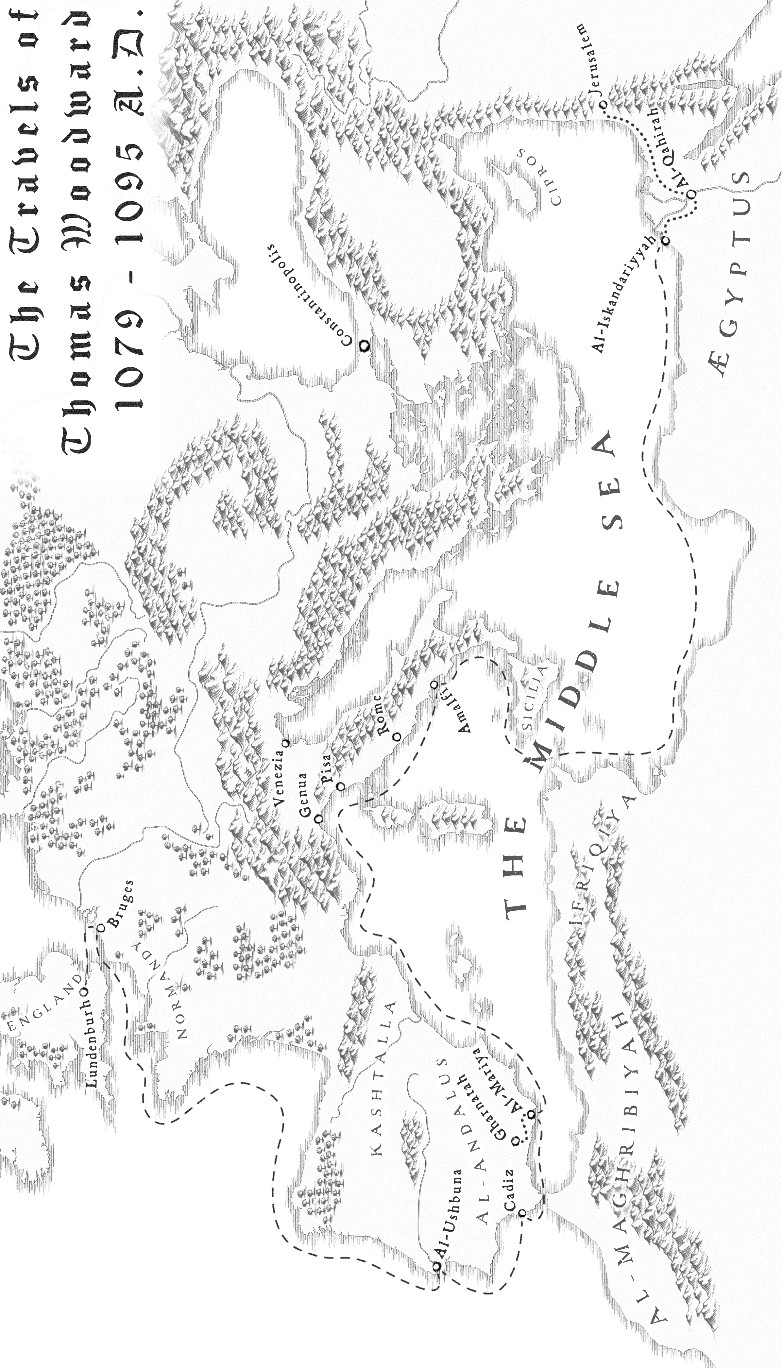 The Travels of
Thomas Woodward
1079 - 1095 A.D.
ENGLAND
Lundenburh
Bruges
NORMANDY
Venezia
Genua
Pisa
Rome
Amalfi
SICILIA
Constantinopolis
KASHTALLA
AL-ANDALUS
Al-Ushbuna
Cadiz
Gharnatah
Al-Mariya
THE MIDDLE SEA
CIPROS
Jerusalem
Al-Qahirah
Al-Iskandariyyah
ÆGYPTUS
IFRIQIYA
AL-MAGHRIBIYAH